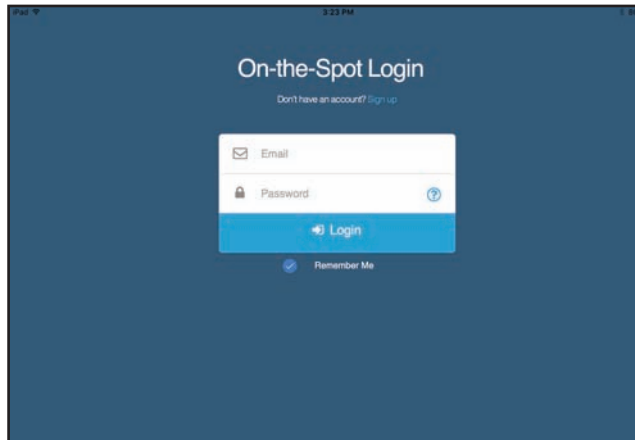 iPad 3:23 PM
On-the-Spot Login
Don't have an account? Sign up
Email
Password
?
Login
Remember Me